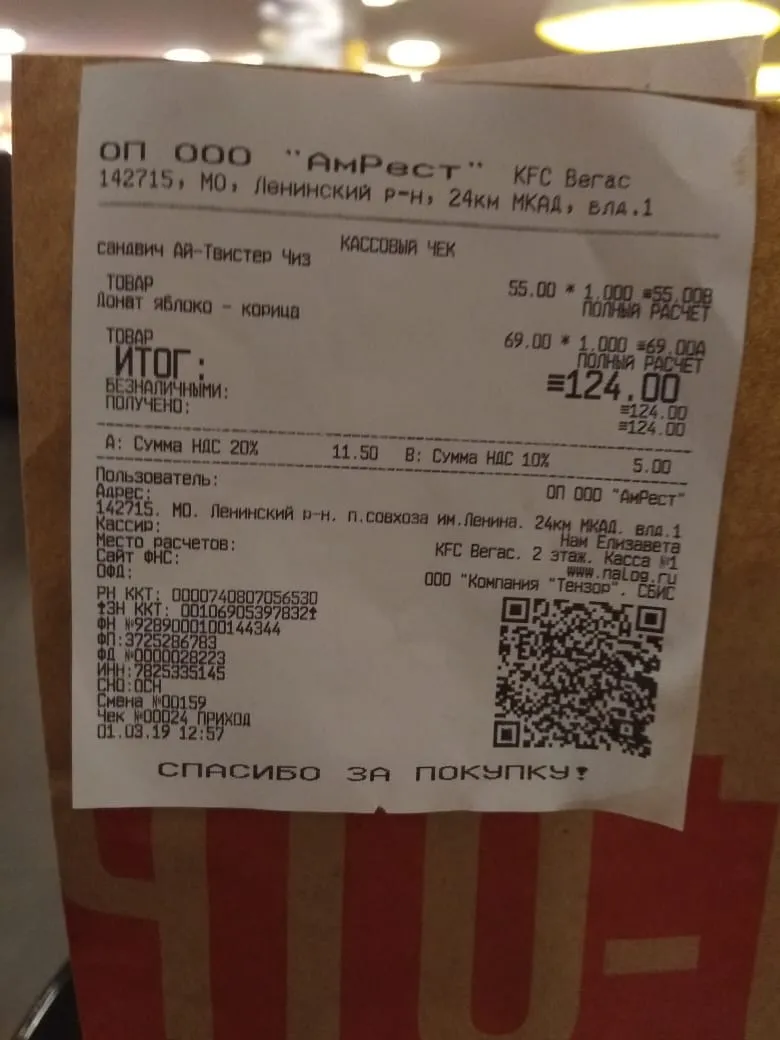 ОП ООО "АмРест" KFC Вегас
142715, МО, Ленинский р-н, 24км МКАД, влд.1
КАССОВЫЙ ЧЕК
сандвич Ай-Твистер Чиз
55.00 * 1.000 ≡55.00В
ТОВАР ПОЛНЫЙ РАСЧЕТ
Донат яблоко - корица
69.00 * 1.000 ≡69.00А
ТОВАР ПОЛНЫЙ РАСЧЕТ
ИТОГ: ≡124.00
БЕЗНАЛИЧНЫМИ: ≡124.00
ПОЛУЧЕНО: ≡124.00
А: Сумма НДС 20% 11.50 В: Сумма НДС 10% 5.00
Пользователь: ОП ООО "АмРест"
Адрес:
142715. МО. Ленинский р-н. п.совхоза им.Ленина. 24км МКАД. влд.1
Кассир: Нам Елизавета
Место расчетов: KFC Вегас. 2 этаж. Касса №1
Сайт ФНС: www.nalog.ru
ОФД: ООО "Компания "Тензор". СБИС
РН ККТ: 0000740807056530
↑ЗН ККТ: 00106905397832↑
ФН №9289000100144344
ФП:3725286783
ФД №0000028223
ИНН:7825335145
СНО:ОСН
Смена №00159
Чек №00024 ПРИХОД
01.03.19 12:57
СПАСИБО ЗА ПОКУПКУ!
ЧТО-Т